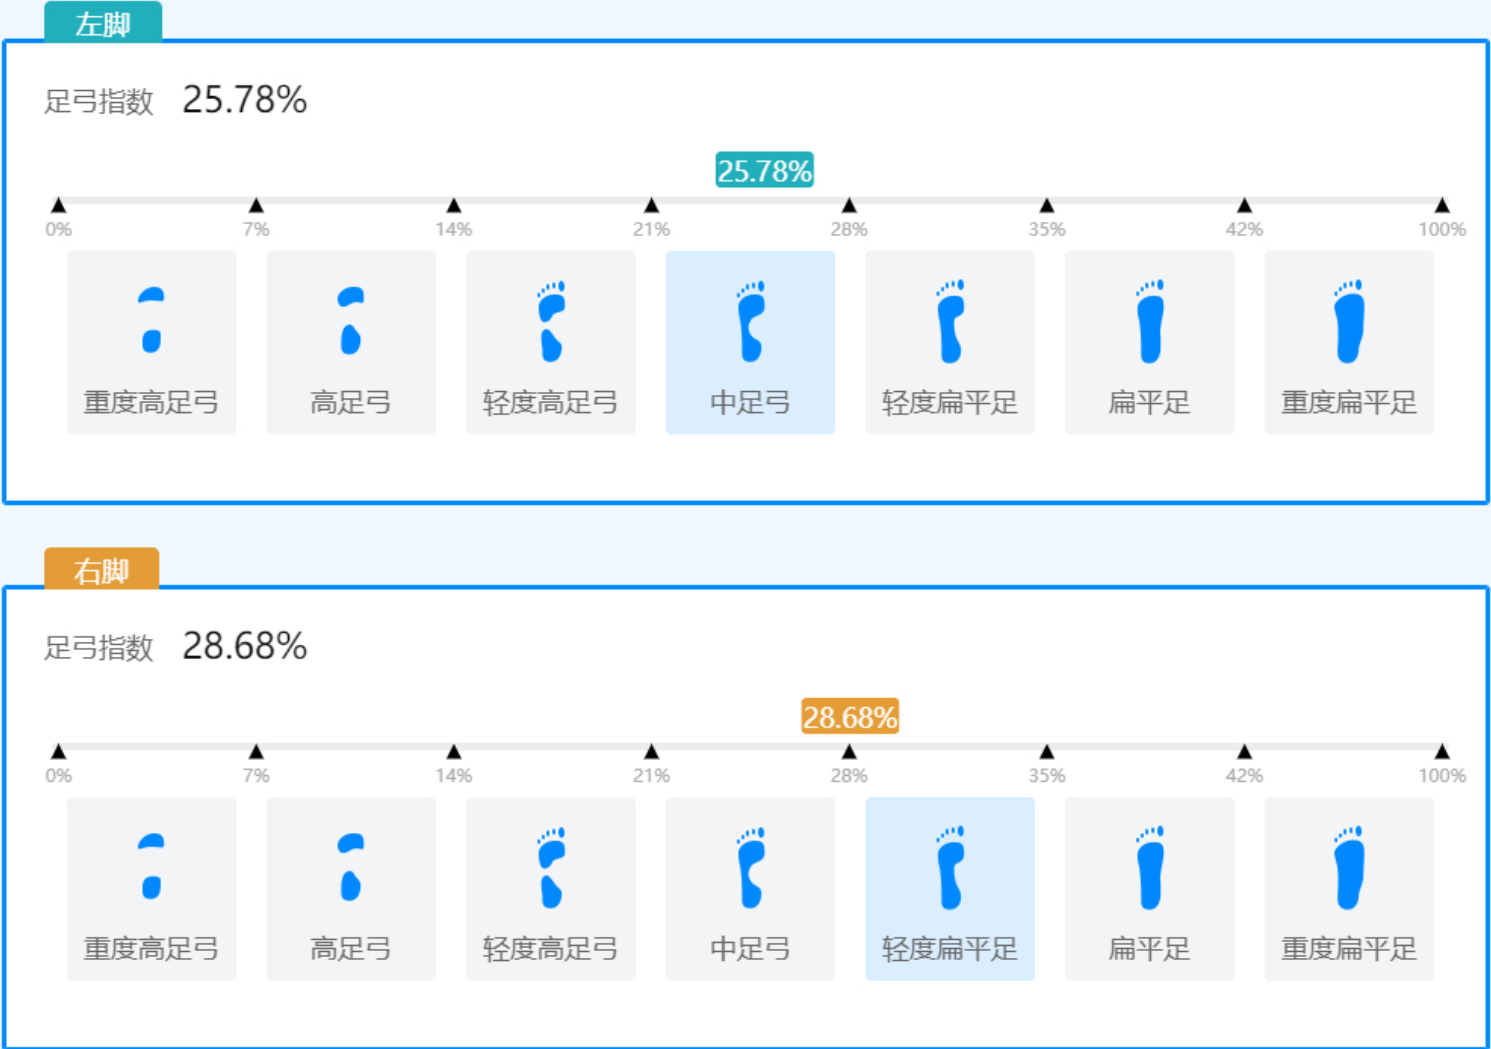 左脚
足弓指数 25.78%
25.78%
0% 7% 14% 21% 28% 35% 42% 100%
重度高足弓 高足弓 轻度高足弓 中足弓 轻度扁平足 扁平足 重度扁平足
右脚
足弓指数 28.68%
28.68%
0% 7% 14% 21% 28% 35% 42% 100%
重度高足弓 高足弓 轻度高足弓 中足弓 轻度扁平足 扁平足 重度扁平足